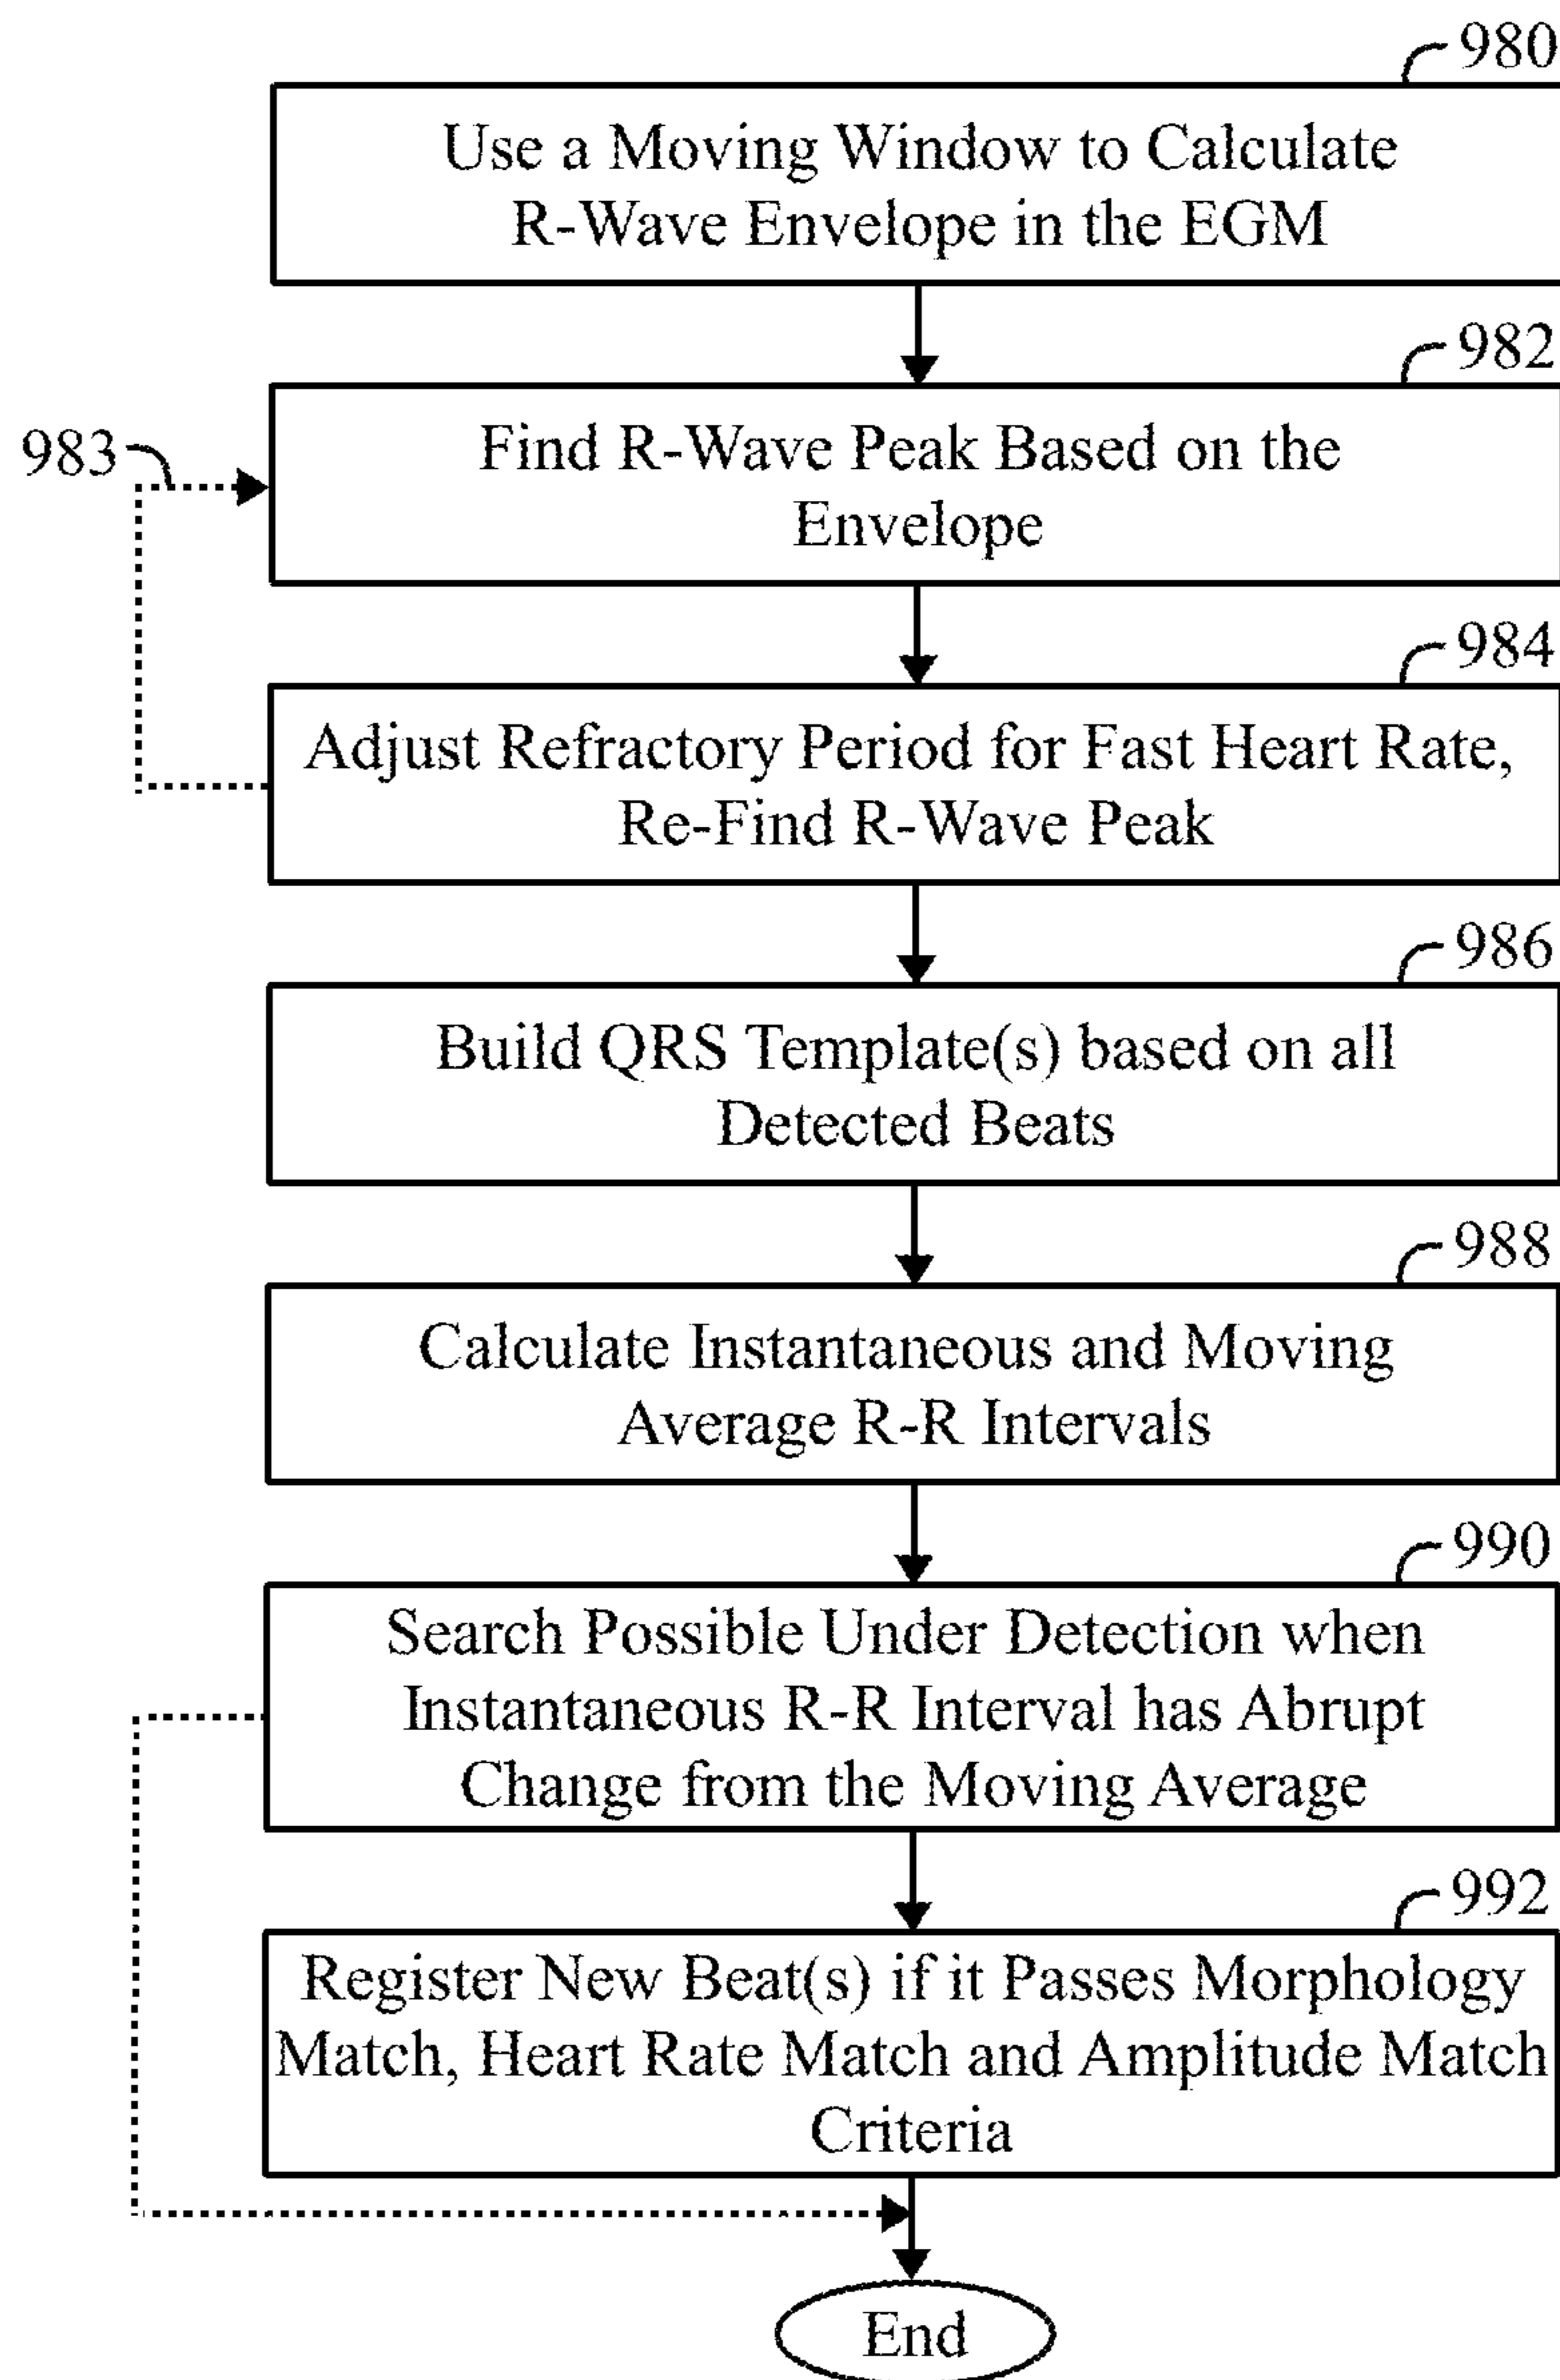 980
Use a Moving Window to Calculate
R-Wave Envelope in the EGM
982
983
Find R-Wave Peak Based on the
Envelope
984
Adjust Refractory Period for Fast Heart Rate,
Re-Find R-Wave Peak
986
Build QRS Template(s) based on all
Detected Beats
988
Calculate Instantaneous and Moving
Average R-R Intervals
990
Search Possible Under Detection when
Instantaneous R-R Interval has Abrupt
Change from the Moving Average
992
Register New Beat(s) if it Passes Morphology
Match, Heart Rate Match and Amplitude Match
Criteria
End